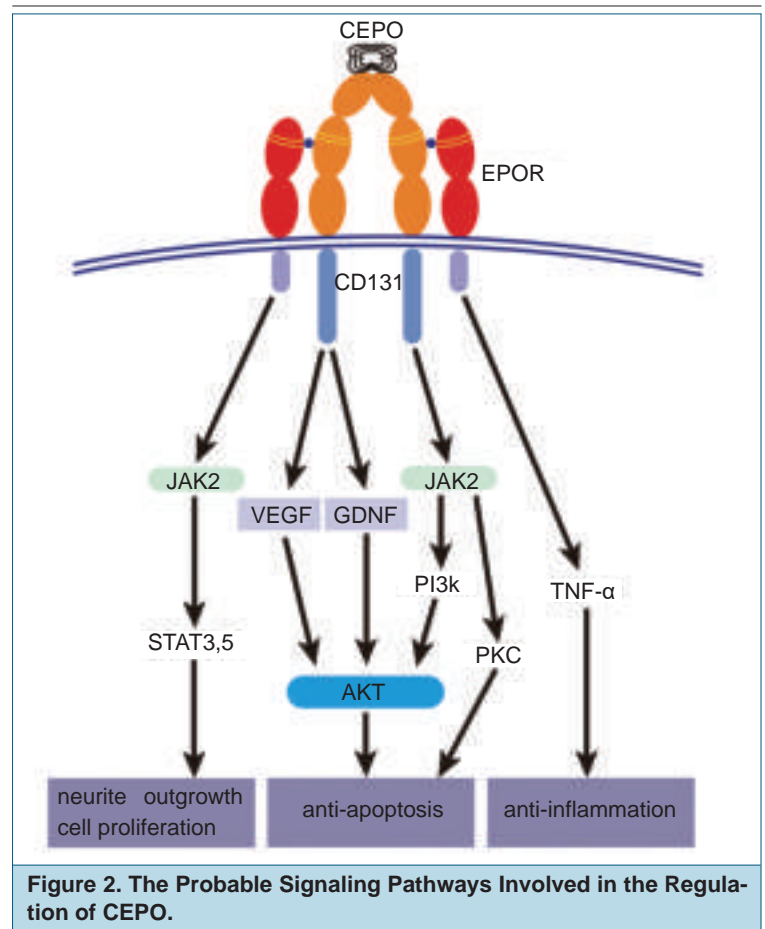 CEPO
EPOR
CD131
JAK2
JAK2
VEGF
GDNF
PI3k
TNF-α
STAT3,5
PKC
AKT
neurite outgrowth
cell proliferation
anti-apoptosis
anti-inflammation
Figure 2. The Probable Signaling Pathways Involved in the Regula-
tion of CEPO.